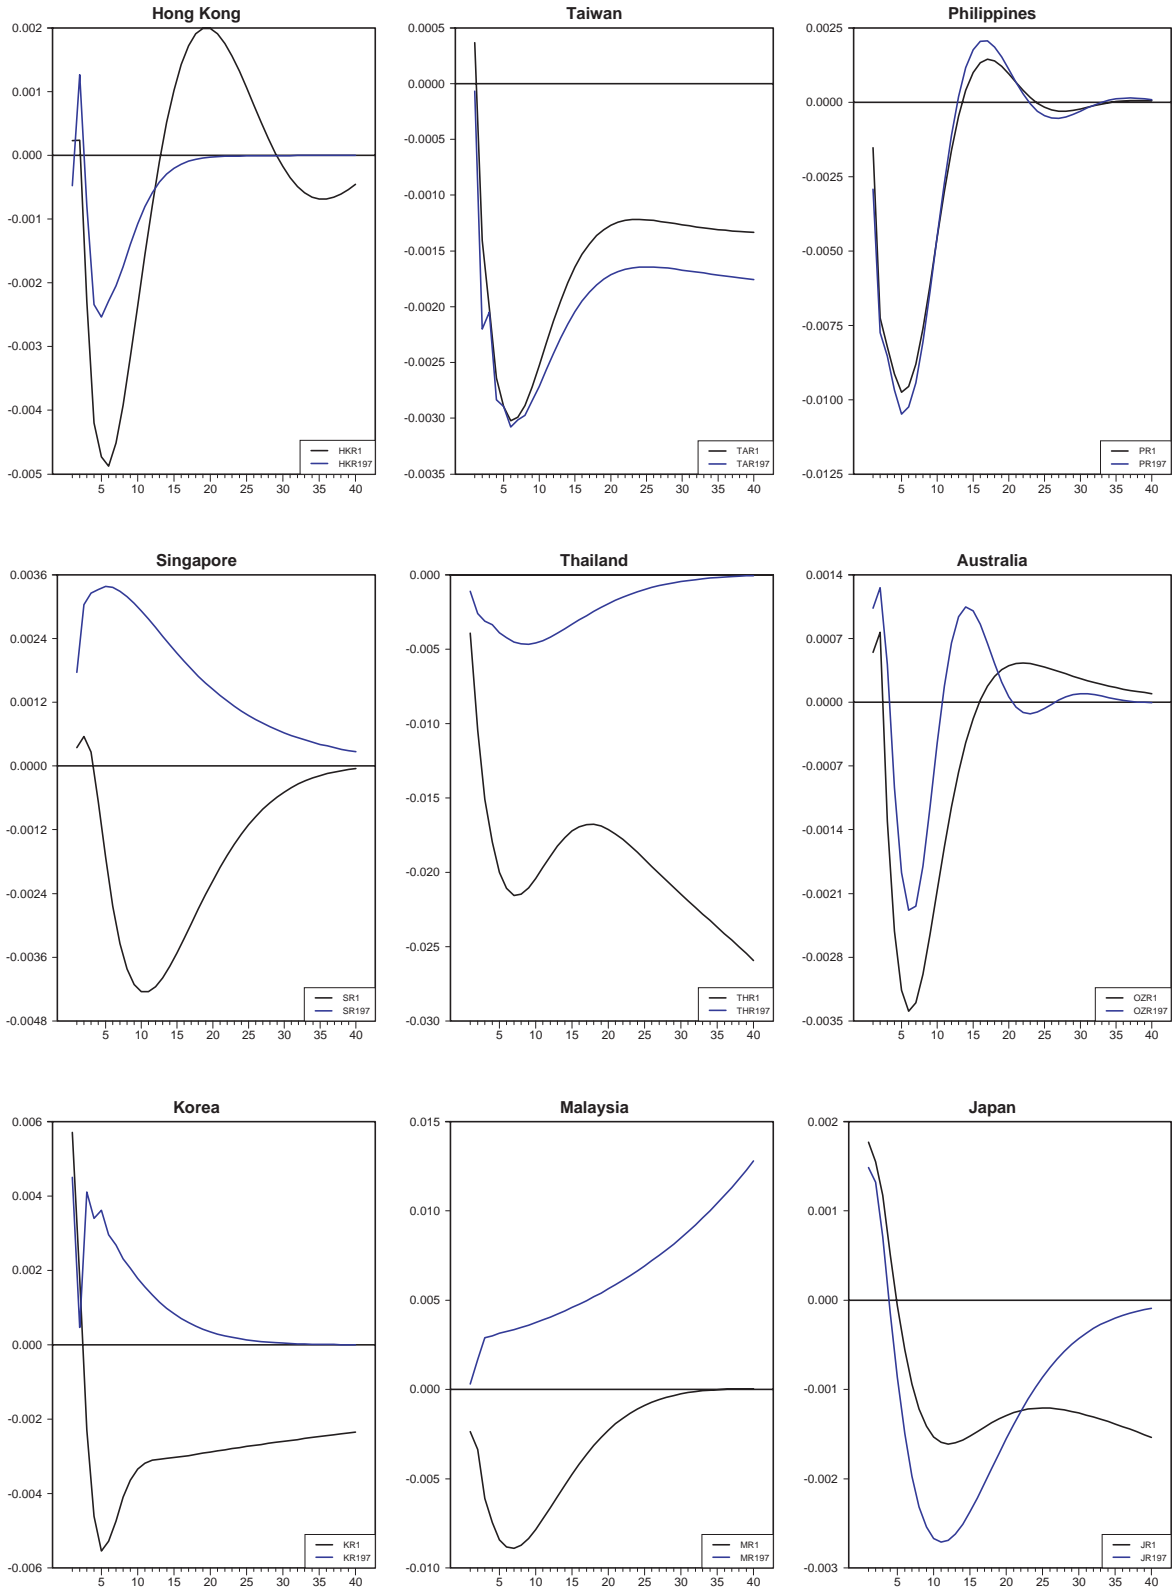 Hong Kong
0.002
0.001
0.000
-0.001
-0.002
-0.003
-0.004
-0.005
5 10 15 20 25 30 35 40
HKR1
HKR197
Taiwan
0.0005
0.0000
-0.0005
-0.0010
-0.0015
-0.0020
-0.0025
-0.0030
-0.0035
5 10 15 20 25 30 35 40
TAR1
TAR197
Philippines
0.0025
0.0000
-0.0025
-0.0050
-0.0075
-0.0100
-0.0125
5 10 15 20 25 30 35 40
PR1
PR197
Singapore
0.0036
0.0024
0.0012
0.0000
-0.0012
-0.0024
-0.0036
-0.0048
5 10 15 20 25 30 35 40
SR1
SR197
Thailand
0.000
-0.005
-0.010
-0.015
-0.020
-0.025
-0.030
5 10 15 20 25 30 35 40
THR1
THR197
Australia
0.0014
0.0007
0.0000
-0.0007
-0.0014
-0.0021
-0.0028
-0.0035
5 10 15 20 25 30 35 40
OZR1
OZR197
Korea
0.006
0.004
0.002
0.000
-0.002
-0.004
-0.006
5 10 15 20 25 30 35 40
KR1
KR197
Malaysia
0.015
0.010
0.005
0.000
-0.005
-0.010
5 10 15 20 25 30 35 40
MR1
MR197
Japan
0.002
0.001
0.000
-0.001
-0.002
-0.003
5 10 15 20 25 30 35 40
JR1
JR197